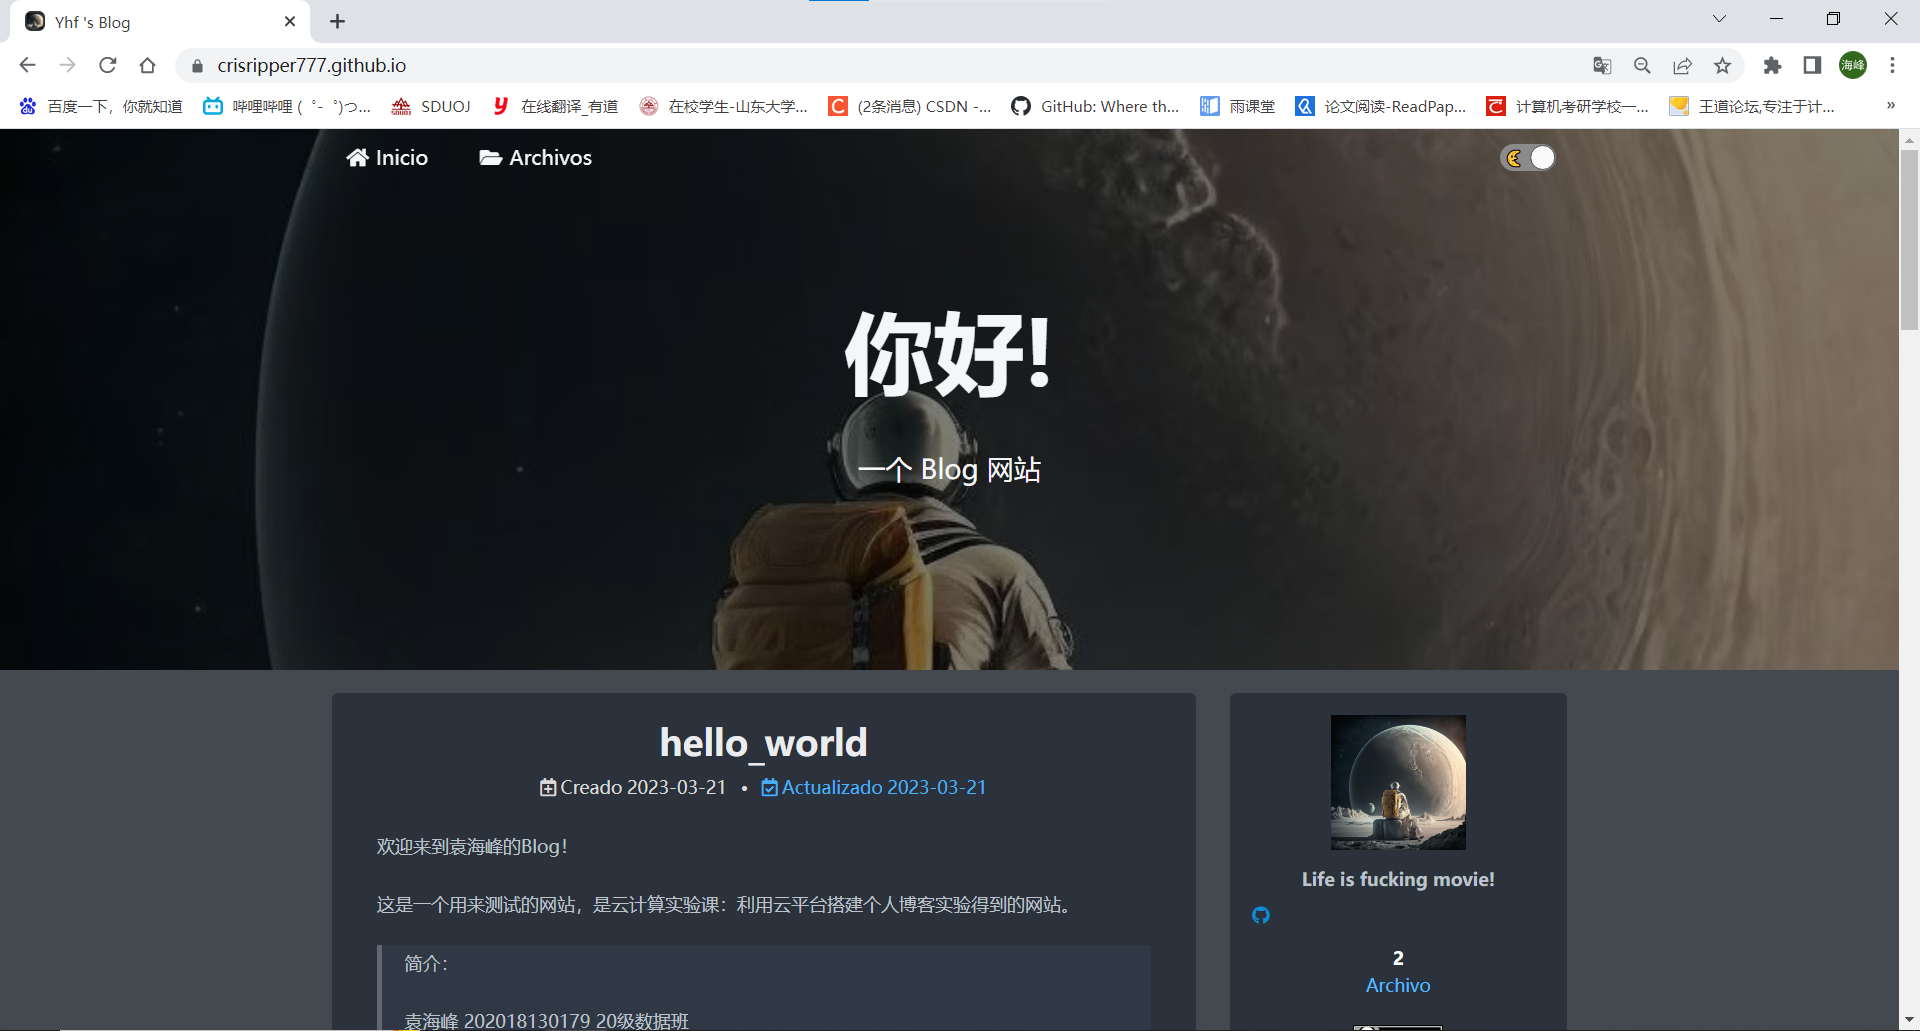 Yhf 's Blog
crisripper777.github.io
海峰
百度一下，你就知道
哔哩哔哩 ( ゜- ゜)つ...
SDUOJ
在线翻译_有道
在校学生-山东大学...
(2条消息) CSDN -...
GitHub: Where th...
雨课堂
论文阅读-ReadPap...
计算机考研学校一...
王道论坛,专注于计...
Inicio
Archivos
你好!
一个 Blog 网站
hello_world
Creado 2023-03-21 • Actualizado 2023-03-21
欢迎来到袁海峰的Blog！
这是一个用来测试的网站，是云计算实验课：利用云平台搭建个人博客实验得到的网站。
简介：
袁海峰 202018130179 20级数据班
Life is fucking movie!
2
Archivo